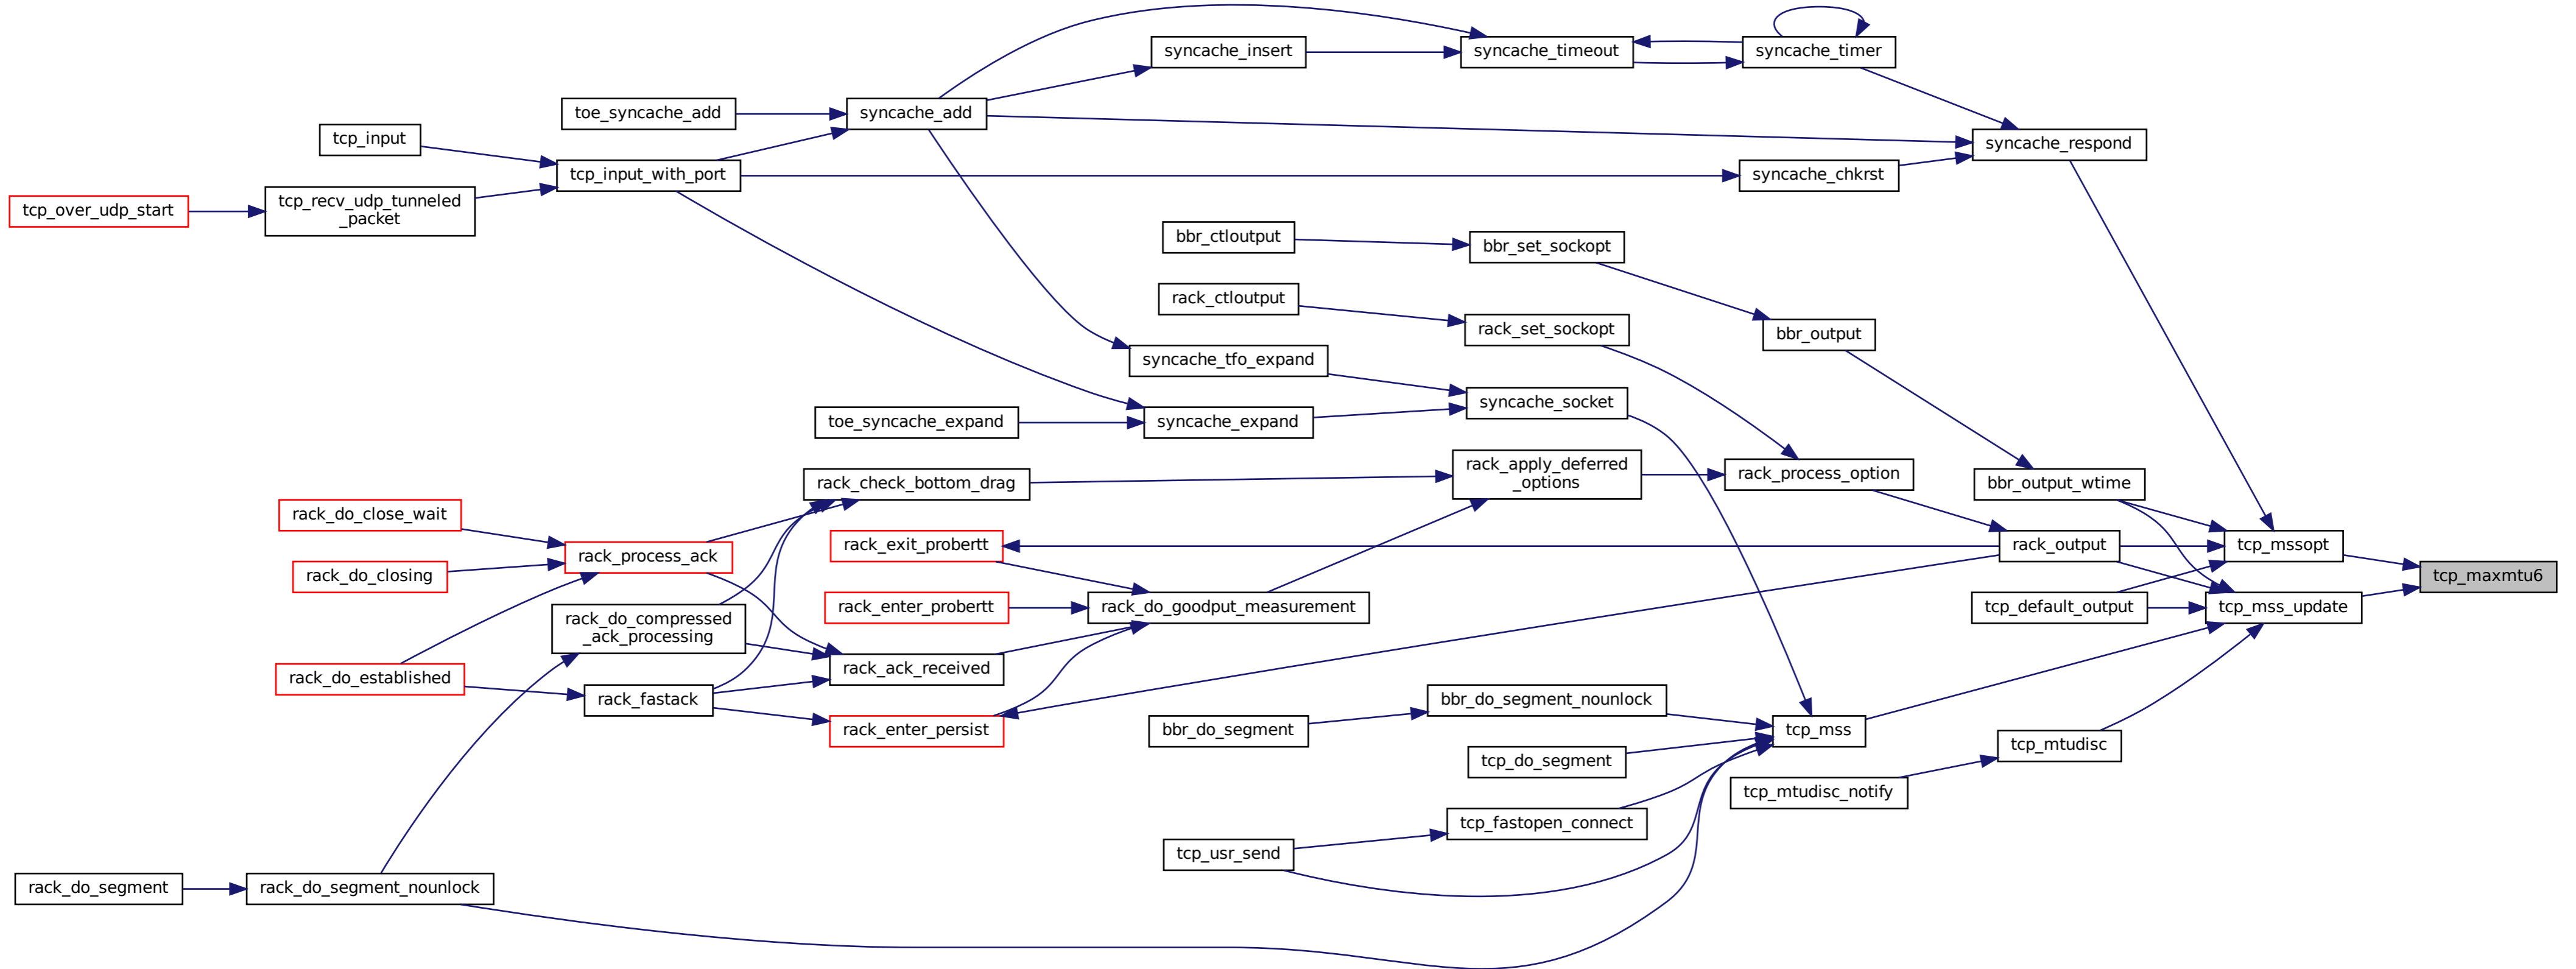 syncache_timer
syncache_insert
syncache_timeout
toe_syncache_add
syncache_add
tcp_input
syncache_respond
tcp_input_with_port
syncache_chkrst
tcp_over_udp_start
tcp_recv_udp_tunneled
_packet
bbr_ctloutput
bbr_set_sockopt
rack_ctloutput
rack_set_sockopt
bbr_output
syncache_tfo_expand
syncache_socket
toe_syncache_expand
syncache_expand
rack_check_bottom_drag
rack_apply_deferred
_options
rack_process_option
bbr_output_wtime
rack_do_close_wait
rack_process_ack
rack_exit_probertt
rack_output
tcp_mssopt
rack_do_closing
tcp_maxmtu6
rack_enter_probertt
rack_do_goodput_measurement
tcp_default_output
tcp_mss_update
rack_do_compressed
_ack_processing
rack_do_established
rack_ack_received
rack_fastack
bbr_do_segment_nounlock
rack_enter_persist
bbr_do_segment
tcp_mss
tcp_mtudisc
tcp_do_segment
tcp_mtudisc_notify
tcp_fastopen_connect
tcp_usr_send
rack_do_segment
rack_do_segment_nounlock